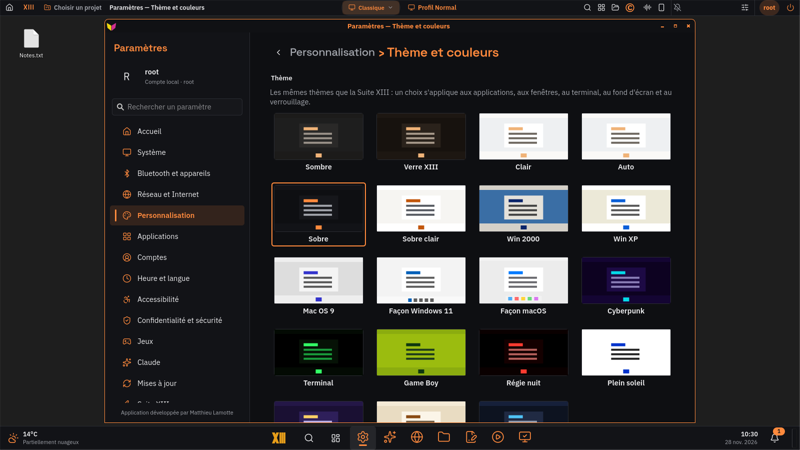 XIII Choisir un projet Paramètres — Thème et couleurs Classique Profil Normal root
Paramètres — Thème et couleurs
Notes.txt
Paramètres
R root
Compte local · root
Rechercher un paramètre
Accueil
Système
Bluetooth et appareils
Réseau et Internet
Personnalisation
Applications
Comptes
Heure et langue
Accessibilité
Confidentialité et sécurité
Jeux
Claude
Mises à jour
Suite XIII
Application développée par Matthieu Lamotte
Personnalisation > Thème et couleurs
Thème
Les mêmes thèmes que la Suite XIII : un choix s'applique aux applications, aux fenêtres, au terminal, au fond d'écran et au
verrouillage.
Sombre Verre XIII Clair Auto
Sobre Sobre clair Win 2000 Win XP
Mac OS 9 Façon Windows 11 Façon macOS Cyberpunk
Terminal Game Boy Régie nuit Plein soleil
14°C
Partiellement nuageux
XIII
10:30
28 nov. 2026
1